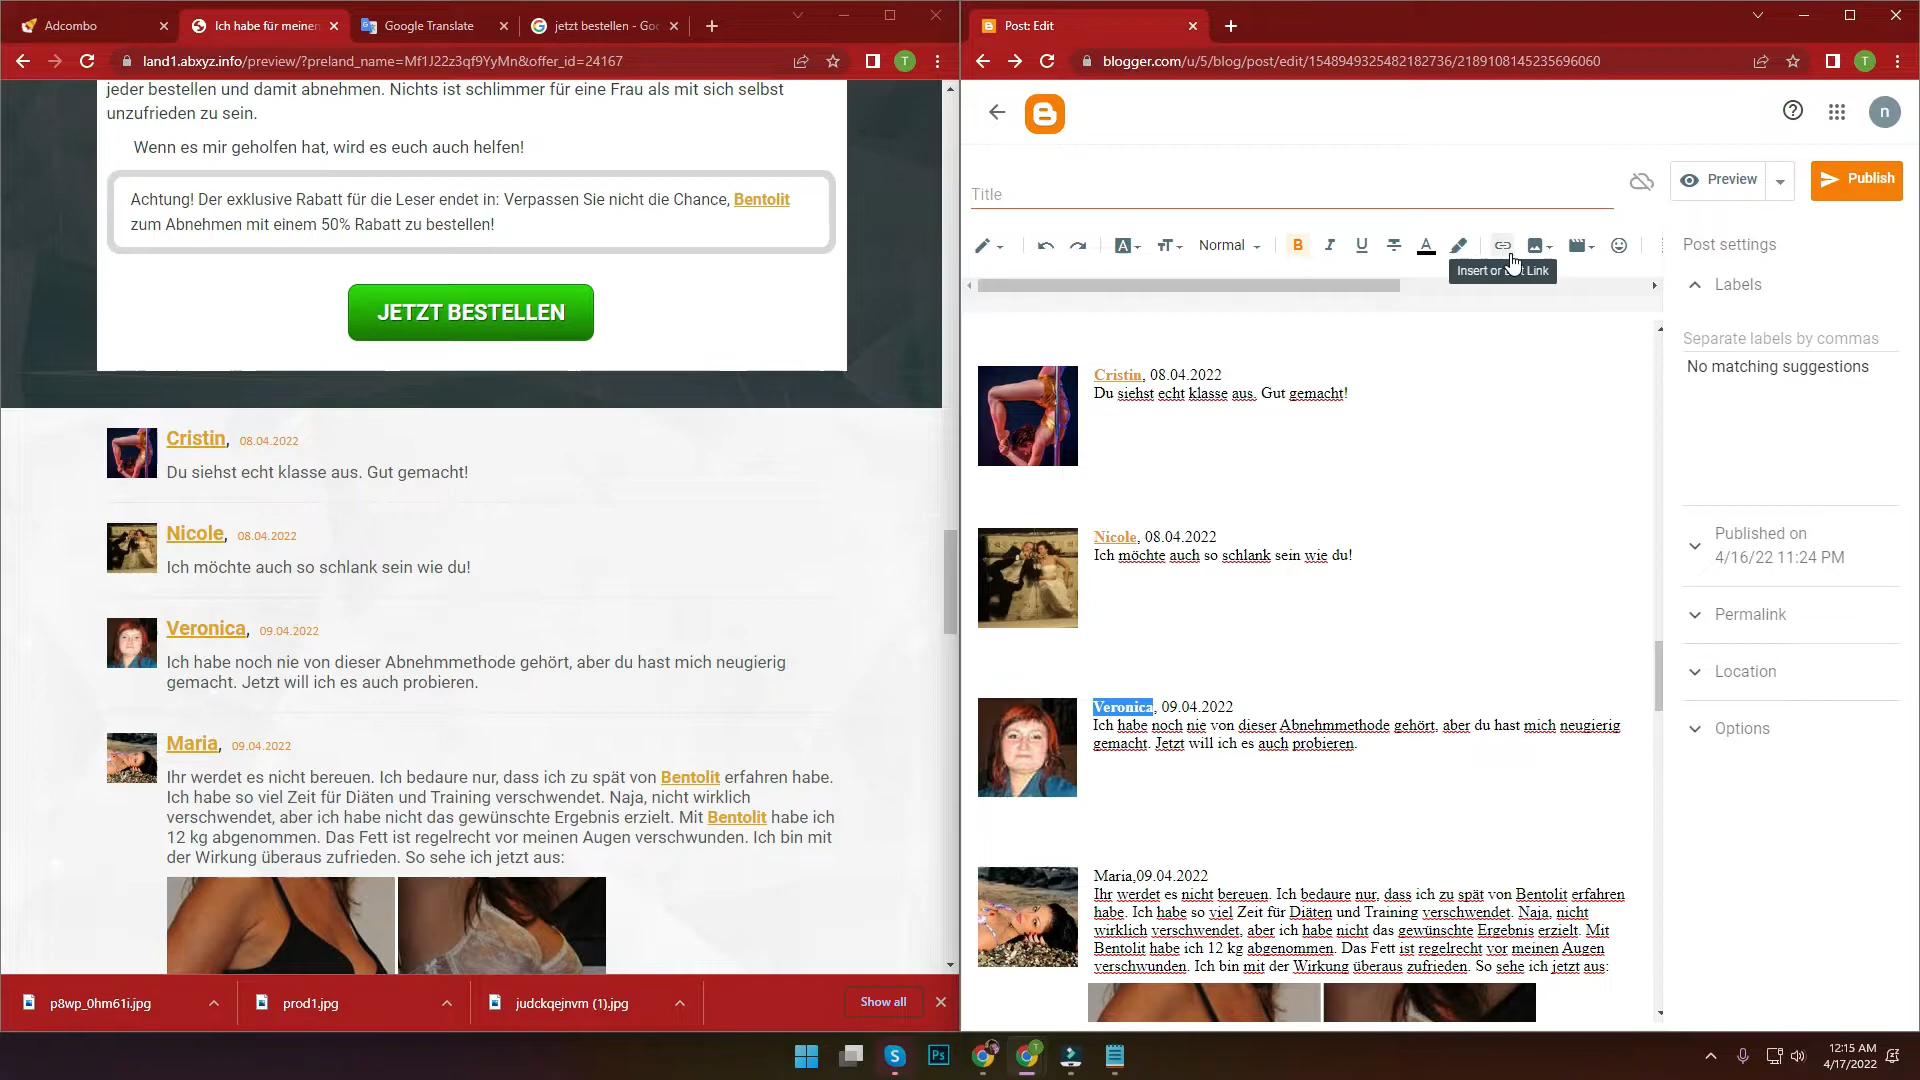 Adcombo
Ich habe für meinen
Google Translate
jetzt bestellen - Goo
land1.abxyz.info/preview/?preland_name=Mf1J22z3qf9YyMn&offer_id=24167
T
jeder bestellen und damit abnehmen. Nichts ist schlimmer für eine Frau als mit sich selbst
unzufrieden zu sein.
Wenn es mir geholfen hat, wird es euch auch helfen!
Achtung! Der exklusive Rabatt für die Leser endet in: Verpassen Sie nicht die Chance, Bentolit
zum Abnehmen mit einem 50% Rabatt zu bestellen!
JETZT BESTELLEN
Cristin, 08.04.2022
Du siehst echt klasse aus. Gut gemacht!
Nicole, 08.04.2022
Ich möchte auch so schlank sein wie du!
Veronica, 09.04.2022
Ich habe noch nie von dieser Abnehmmethode gehört, aber du hast mich neugierig
gemacht. Jetzt will ich es auch probieren.
Maria, 09.04.2022
Ihr werdet es nicht bereuen. Ich bedaure nur, dass ich zu spät von Bentolit erfahren habe.
Ich habe so viel Zeit für Diäten und Training verschwendet. Naja, nicht wirklich
verschwendet, aber ich habe nicht das gewünschte Ergebnis erzielt. Mit Bentolit habe ich
12 kg abgenommen. Das Fett ist regelrecht vor meinen Augen verschwunden. Ich bin mit
der Wirkung überaus zufrieden. So sehe ich jetzt aus:
p8wp_0hm61i.jpg
prod1.jpg
judckqejnvm (1).jpg
Show all
Post: Edit
blogger.com/u/5/blog/post/edit/1548949325482182736/2189108145235696060
T
n
Title
Preview
Publish
Normal
B
I
U
Insert or Link
Cristin, 08.04.2022
Du siehst echt klasse aus. Gut gemacht!
Nicole, 08.04.2022
Ich möchte auch so schlank sein wie du!
Veronica, 09.04.2022
Ich habe noch nie von dieser Abnehmmethode gehört, aber du hast mich neugierig
gemacht. Jetzt will ich es auch probieren.
Maria,09.04.2022
Ihr werdet es nicht bereuen. Ich bedaure nur, dass ich zu spät von Bentolit erfahren
habe. Ich habe so viel Zeit für Diäten und Training verschwendet. Naja, nicht
wirklich verschwendet, aber ich habe nicht das gewünschte Ergebnis erzielt. Mit
Bentolit habe ich 12 kg abgenommen. Das Fett ist regelrecht vor meinen Augen
verschwunden. Ich bin mit der Wirkung überaus zufrieden. So sehe ich jetzt aus:
Post settings
Labels
Separate labels by commas
No matching suggestions
Published on
4/16/22 11:24 PM
Permalink
Location
Options
S
Ps
T
12:15 AM
4/17/2022